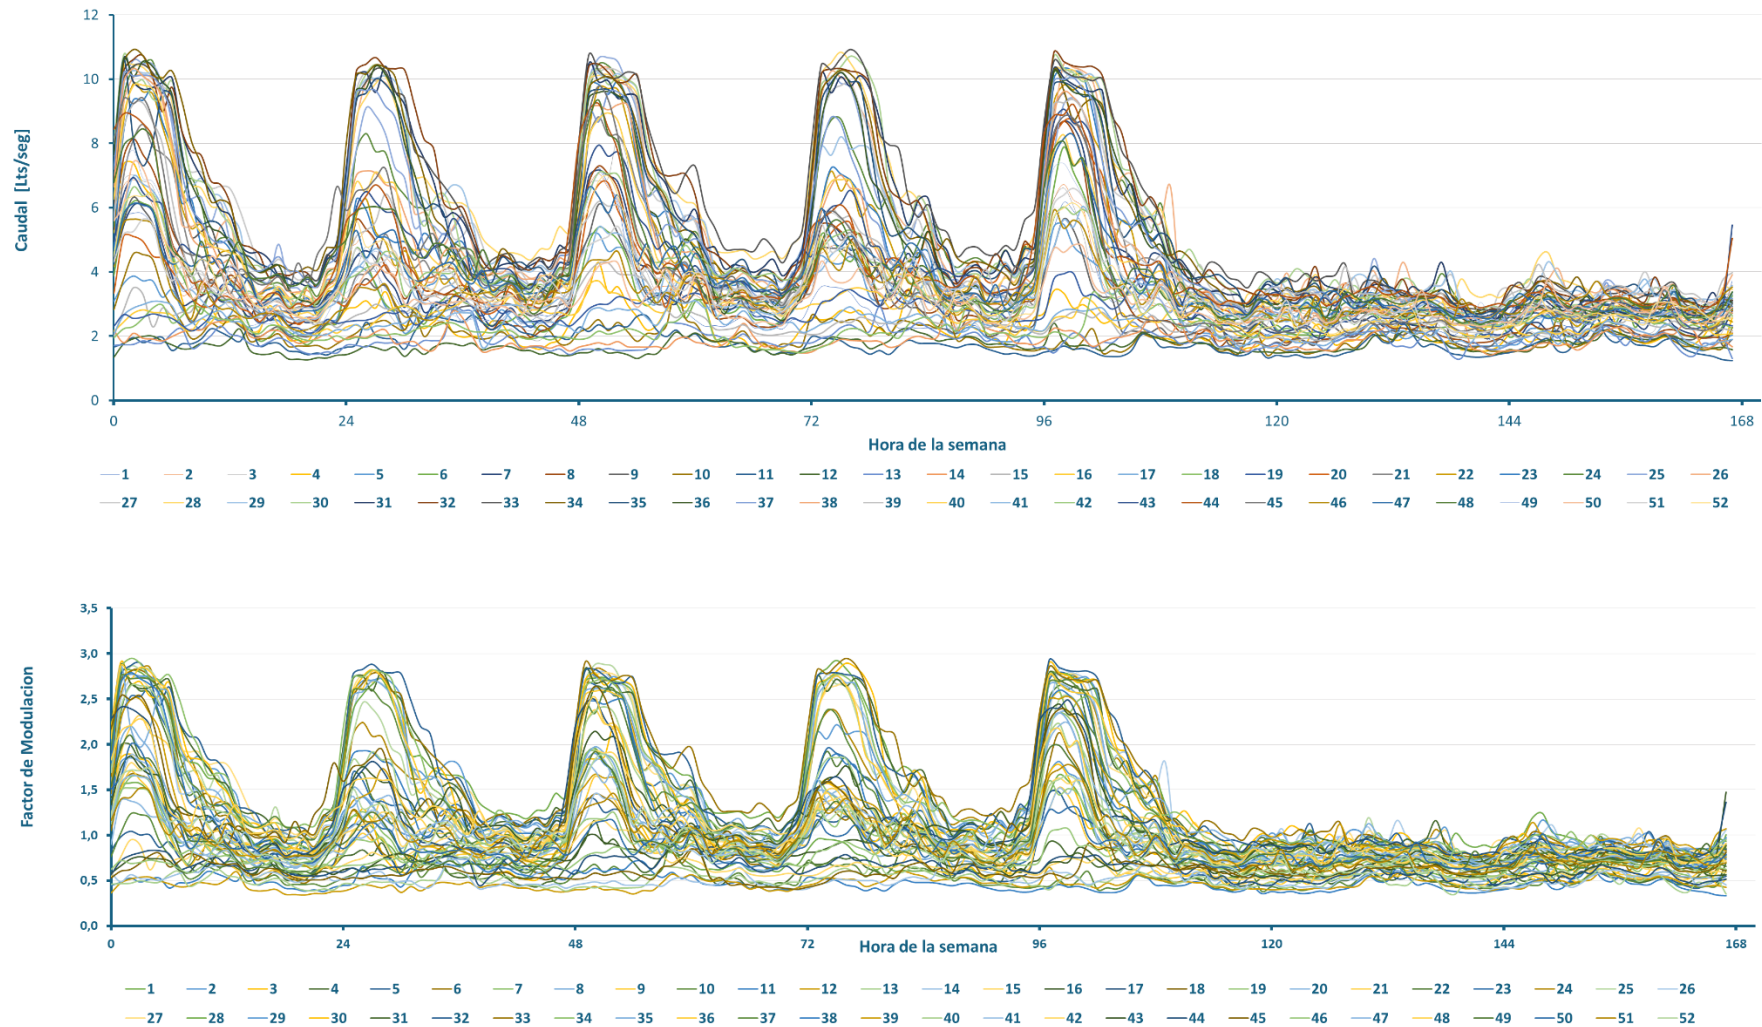 12
10
8
6
4
2
0
Caudal [Lts/seg]
0 24 48 72 96 120 144 168
Hora de la semana
1 2 3 4 5 6 7 8 9 10 11 12 13 14 15 16 17 18 19 20 21 22 23 24 25 26
27 28 29 30 31 32 33 34 35 36 37 38 39 40 41 42 43 44 45 46 47 48 49 50 51 52
3,5
3,0
2,5
2,0
1,5
1,0
0,5
0,0
Factor de Modulacion
0 24 48 72 96 120 144 168
Hora de la semana
1 2 3 4 5 6 7 8 9 10 11 12 13 14 15 16 17 18 19 20 21 22 23 24 25 26
27 28 29 30 31 32 33 34 35 36 37 38 39 40 41 42 43 44 45 46 47 48 49 50 51 52